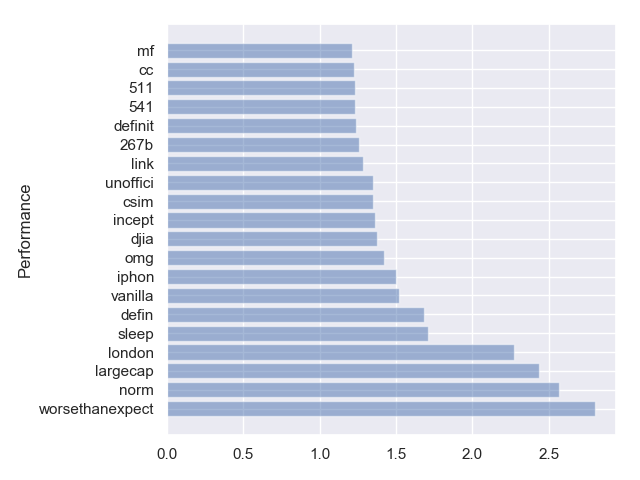 mf
cc
511
541
definit
267b
link
unoffici
csim
incept
djia
omg
iphon
vanilla
defin
sleep
london
largecap
norm
worsethanexpect
Performance
0.0 0.5 1.0 1.5 2.0 2.5